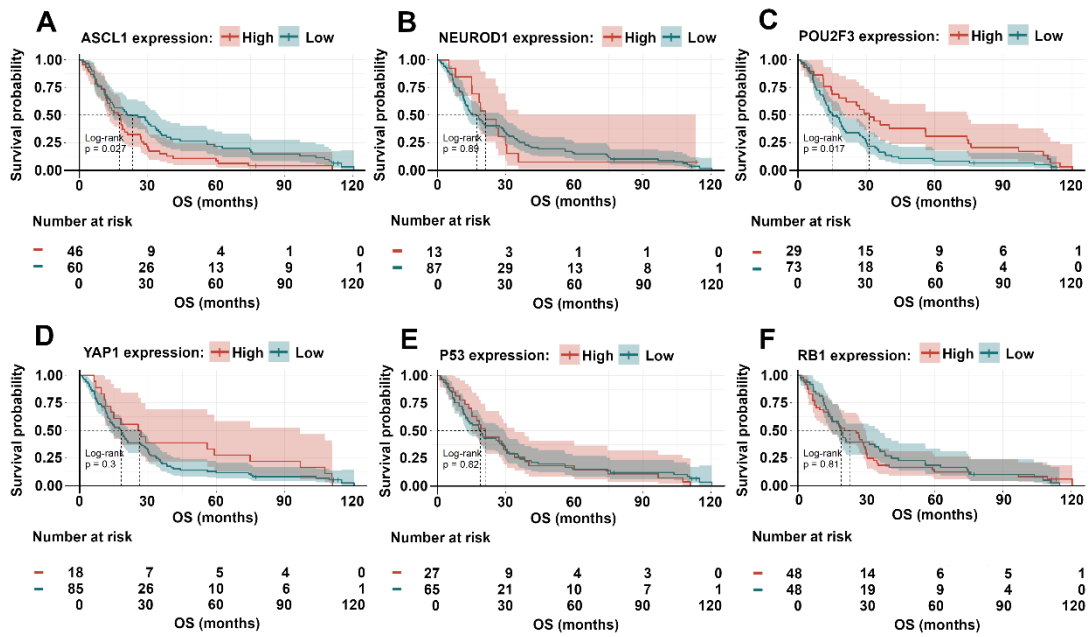 A
ASCL1 expression: High Low
Survival probability
1.00
0.75
0.50
0.25
0.00
Log-rank
p = 0.027
0 30 60 90 120
OS (months)
Number at risk
46 9 4 1 0
60 26 13 9 1
0 30 60 90 120
OS (months)
B
NEUROD1 expression: High Low
Survival probability
1.00
0.75
0.50
0.25
0.00
Log-rank
p = 0.89
0 30 60 90 120
OS (months)
Number at risk
13 3 1 1 0
87 29 13 8 1
0 30 60 90 120
OS (months)
C
POU2F3 expression: High Low
Survival probability
1.00
0.75
0.50
0.25
0.00
Log-rank
p = 0.017
0 30 60 90 120
OS (months)
Number at risk
29 15 9 6 1
73 18 6 4 0
0 30 60 90 120
OS (months)
D
YAP1 expression: High Low
Survival probability
1.00
0.75
0.50
0.25
0.00
Log-rank
p = 0.3
0 30 60 90 120
OS (months)
Number at risk
18 7 5 4 0
85 26 10 6 1
0 30 60 90 120
OS (months)
E
P53 expression: High Low
Survival probability
1.00
0.75
0.50
0.25
0.00
Log-rank
p = 0.82
0 30 60 90 120
OS (months)
Number at risk
27 9 4 3 0
65 21 10 7 1
0 30 60 90 120
OS (months)
F
RB1 expression: High Low
Survival probability
1.00
0.75
0.50
0.25
0.00
Log-rank
p = 0.81
0 30 60 90 120
OS (months)
Number at risk
48 14 6 5 1
48 19 9 4 0
0 30 60 90 120
OS (months)